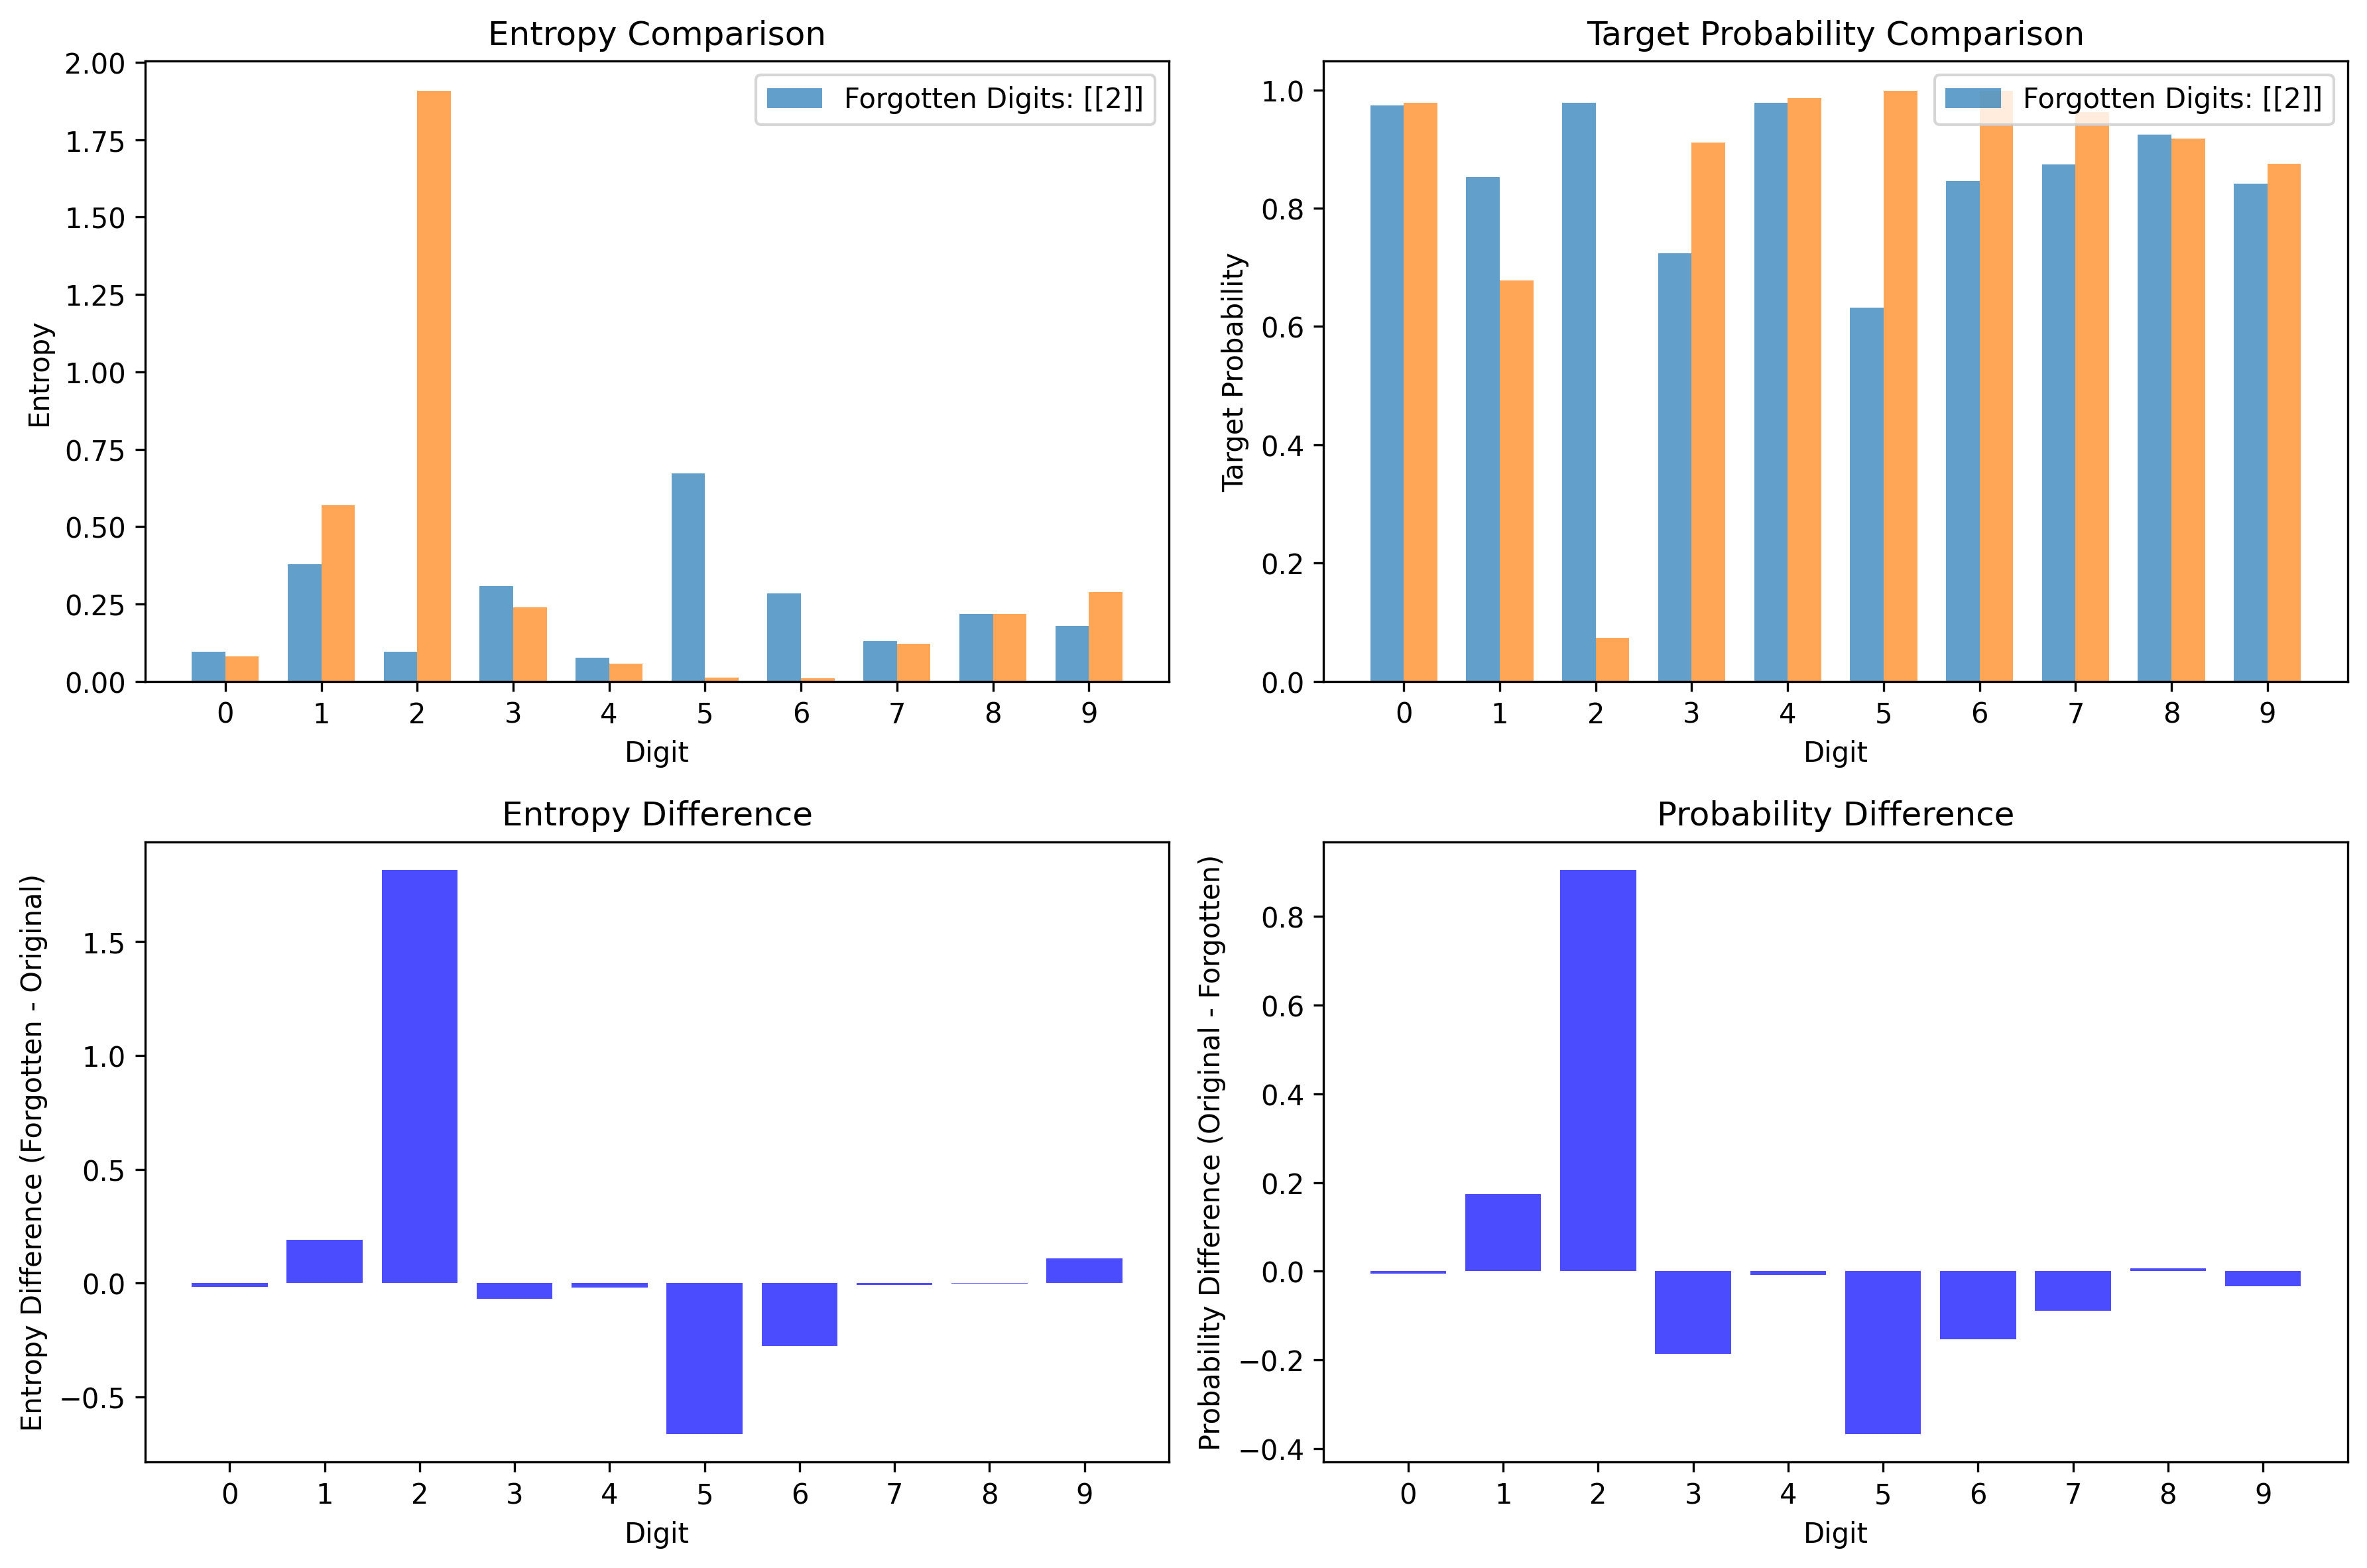 Entropy Comparison
Entropy
2.00
1.75
1.50
1.25
1.00
0.75
0.50
0.25
0.00
Forgotten Digits: [[2]]
0 1 2 3 4 5 6 7 8 9
Digit
Target Probability Comparison
Target Probability
1.0
0.8
0.6
0.4
0.2
0.0
Forgotten Digits: [[2]]
0 1 2 3 4 5 6 7 8 9
Digit
Entropy Difference
Entropy Difference (Forgotten - Original)
1.5
1.0
0.5
0.0
−0.5
0 1 2 3 4 5 6 7 8 9
Digit
Probability Difference
Probability Difference (Original - Forgotten)
0.8
0.6
0.4
0.2
0.0
−0.2
−0.4
0 1 2 3 4 5 6 7 8 9
Digit